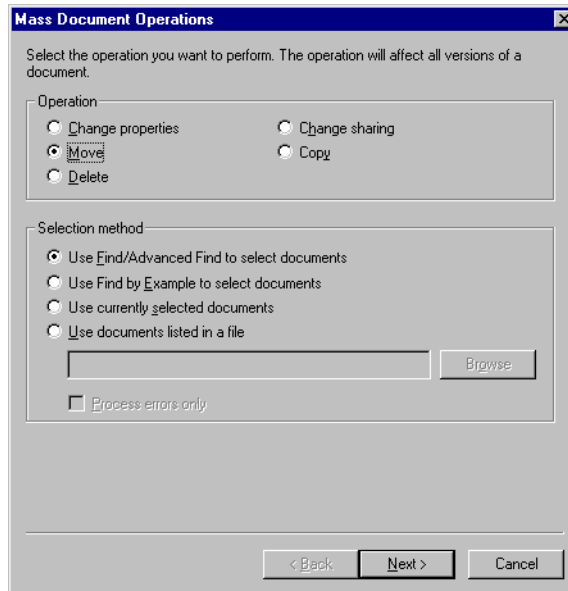 Mass Document Operations
Select the operation you want to perform. The operation will affect all versions of a
document.
Operation
Change properties
Change sharing
Move
Copy
Delete
Selection method
Use Find/Advanced Find to select documents
Use Find by Example to select documents
Use currently selected documents
Use documents listed in a file
Browse
Process errors only
< Back
Next >
Cancel